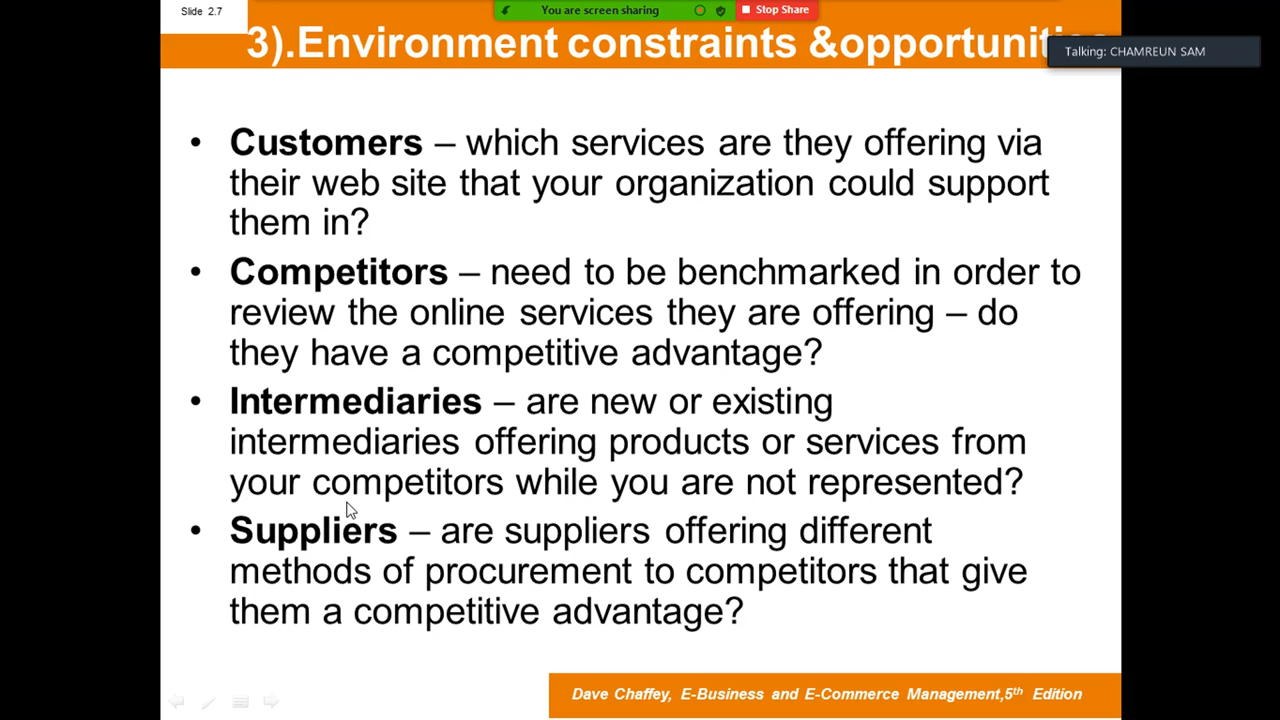 Slide 2.7
You are screen sharing
Stop Share
3).Environment constraints &opportuniti
Talking: CHAMREUN SAM
• Customers – which services are they offering via
their web site that your organization could support
them in?
• Competitors – need to be benchmarked in order to
review the online services they are offering – do
they have a competitive advantage?
• Intermediaries – are new or existing
intermediaries offering products or services from
your competitors while you are not represented?
• Suppliers – are suppliers offering different
methods of procurement to competitors that give
them a competitive advantage?
Dave Chaffey, E-Business and E-Commerce Management,5th Edition